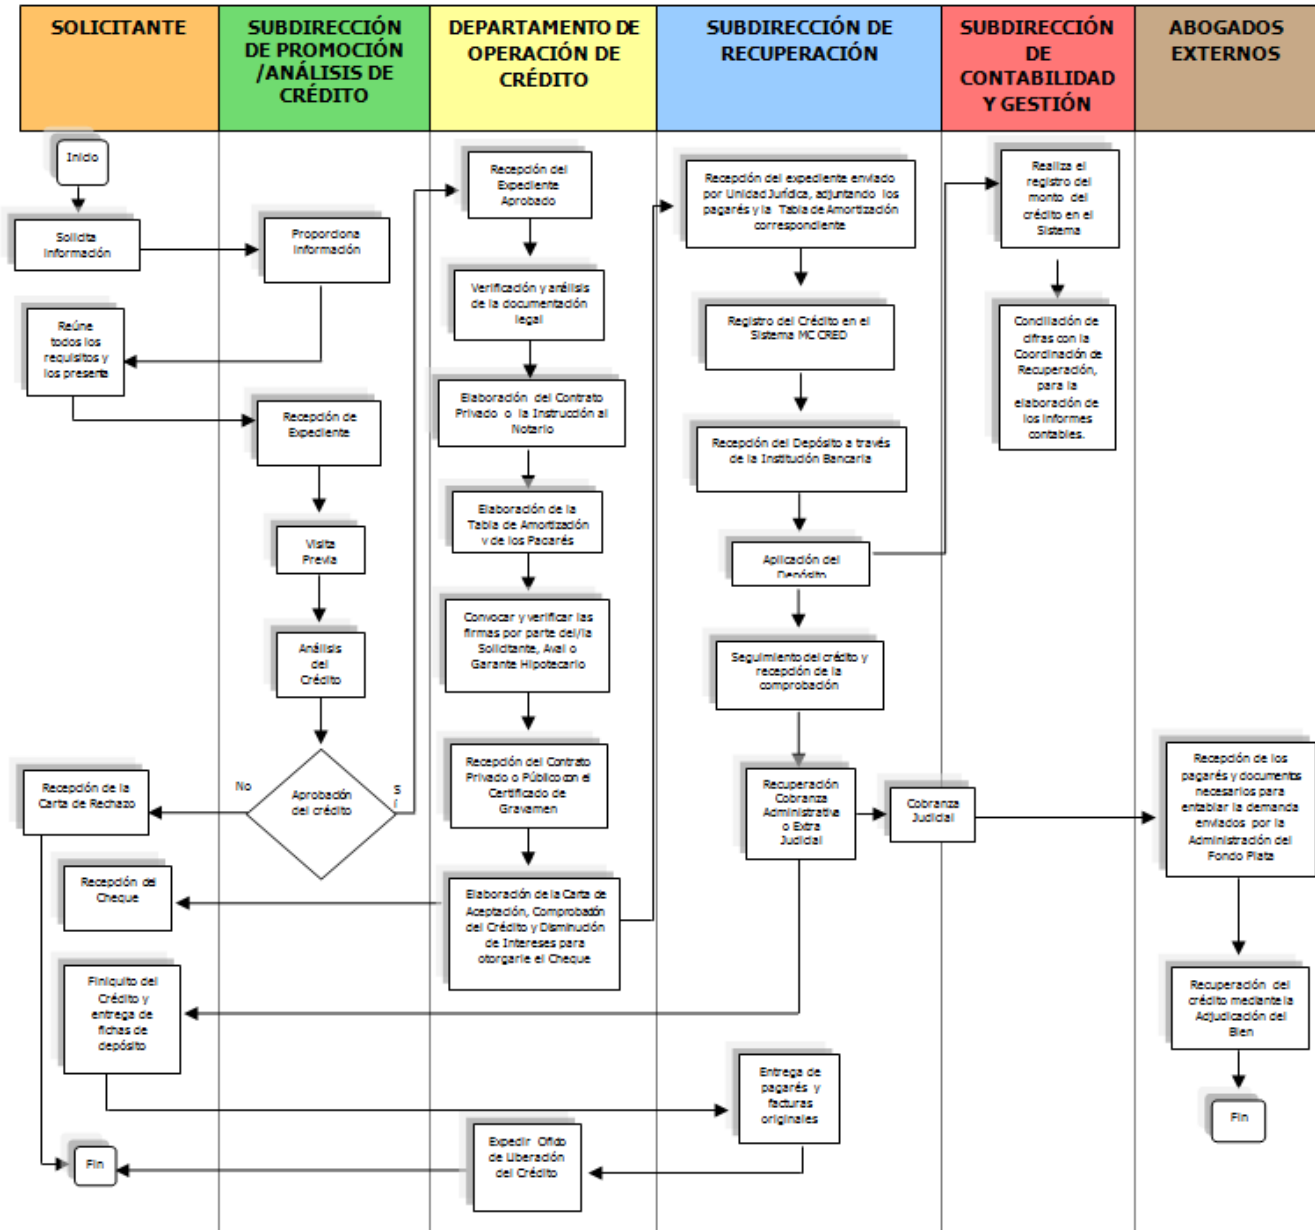 SOLICITANTE
SUBDIRECCIÓN
DE PROMOCIÓN
/ANÁLISIS DE
CRÉDITO
DEPARTAMENTO DE
OPERACIÓN DE
CRÉDITO
SUBDIRECCIÓN DE
RECUPERACIÓN
SUBDIRECCIÓN
DE
CONTABILIDAD
Y GESTIÓN
ABOGADOS
EXTERNOS
Inicio
Solicita
Información
Reúne
todos los
requisitos y
los presenta
Recepción de la
Carta de Rechazo
Recepción del
Cheque
Finiquito del
Crédito y
entrega de
fichas de
depósito
Fin
Proporciona
Información
Recepción de
Expediente
Visita
Previa
Análisis
del
Crédito
No
Aprobación
del crédito
Sí
Recepción del
Expediente
Aprobado
Verificación y análisis
de la documentación
legal
Elaboración del Contrato
Privado o la Instrucción al
Notario
Elaboración de la
Tabla de Amortización
y de los Pagarés
Convocar y verificar las
firmas por parte del/la
Solicitante, Aval o
Garante Hipotecario
Recepción del Contrato
Privado o Público con el
Certificado de
Gravamen
Elaboración de la Carta de
Aceptación, Comprobatón
del Crédito y Disminución
de Intereses para
otorgarle el Cheque
Expedir Oficio
de Liberación
del Crédito
Recepción del expediente enviado
por Unidad Jurídica, adjuntando los
pagarés y la Tabla de Amortización
correspondiente
Registro del Crédito en el
Sistema MC CRED
Recepción del Depósito a través
de la Institución Bancaria
Aplicación del
Depósito
Seguimiento del crédito y
recepción de la
comprobación
Recuperación
Cobranza
Administrativa
o Extra
Judicial
Cobranza
Judicial
Entrega de
pagarés y
facturas
originales
Realiza el
registro del
monto del
crédito en el
Sistema
Conciliación de
cifras con la
Coordinación de
Recuperación,
para la
elaboración de
los informes
contables.
Recepción de los
pagarés y documentos
necesarios para
entablar la demanda
enviados por la
Administración del
Fondo Plata
Recuperación del
crédito mediante la
Adjudicación del
Bien
Fin